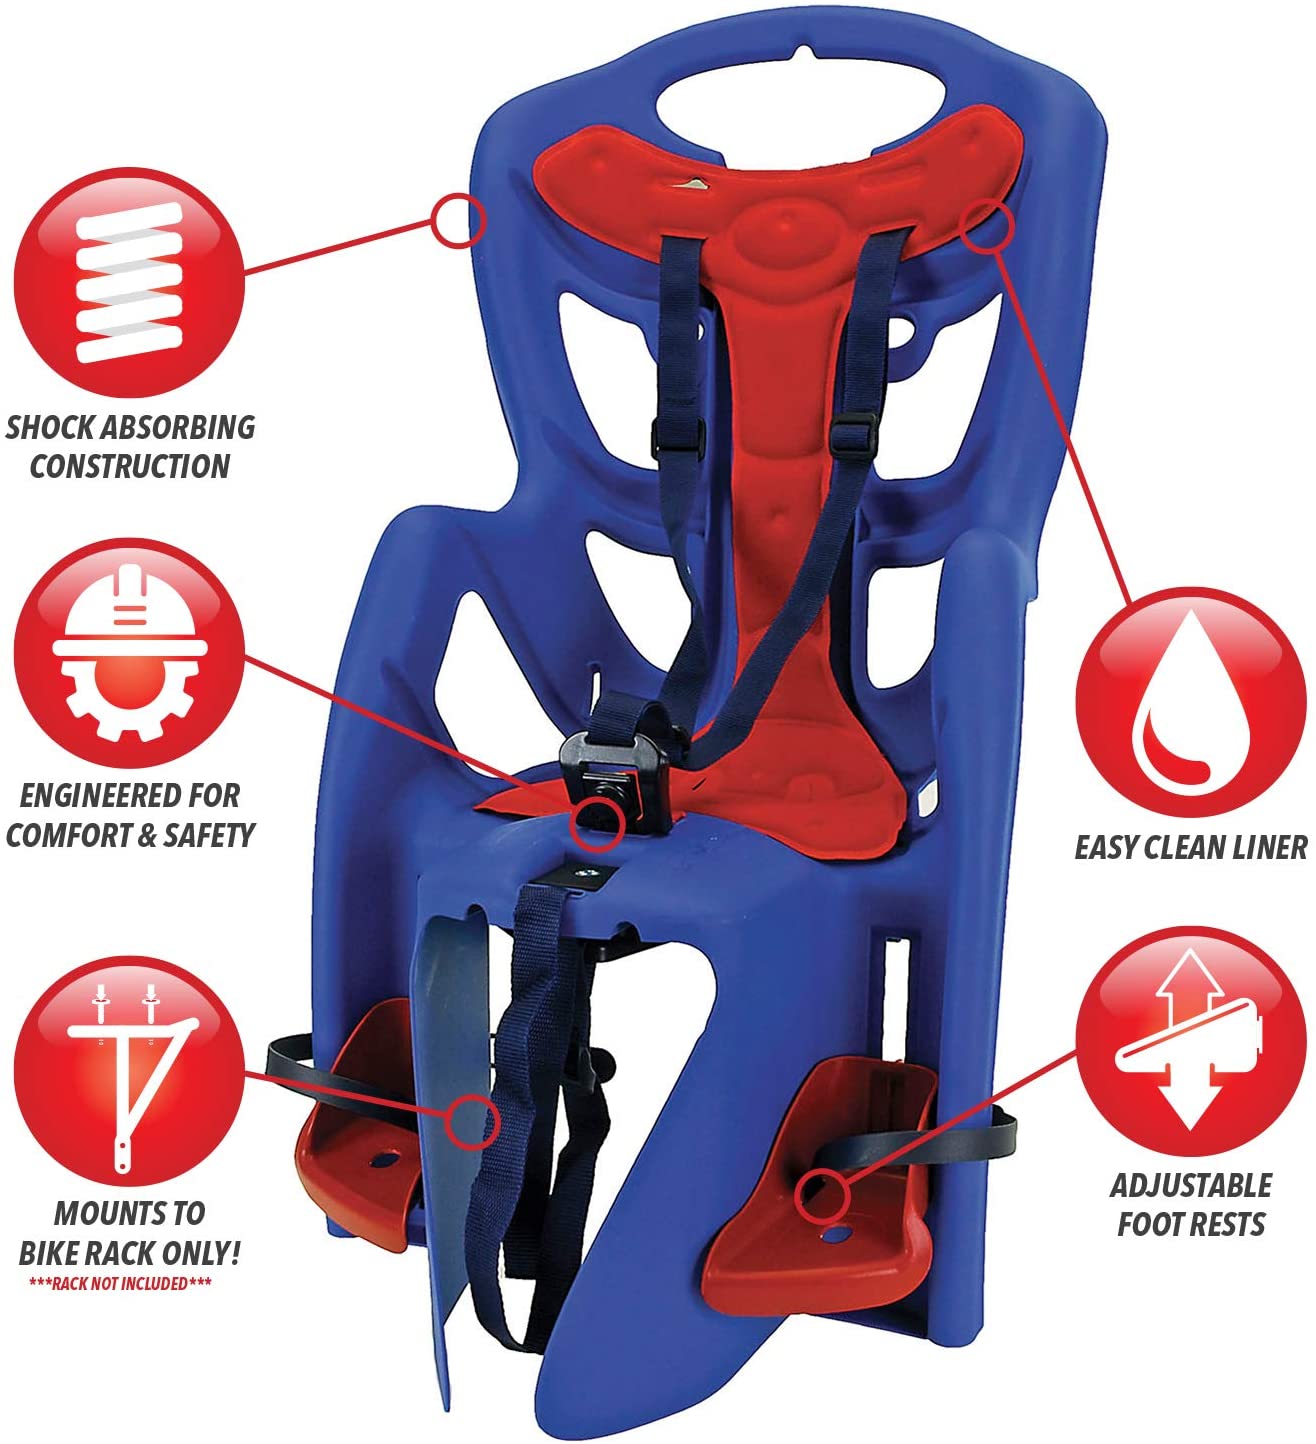 SHOCK ABSORBING
CONSTRUCTION
ENGINEERED FOR
COMFORT & SAFETY
MOUNTS TO
BIKE RACK ONLY!
***RACK NOT INCLUDED***
EASY CLEAN LINER
ADJUSTABLE
FOOT RESTS